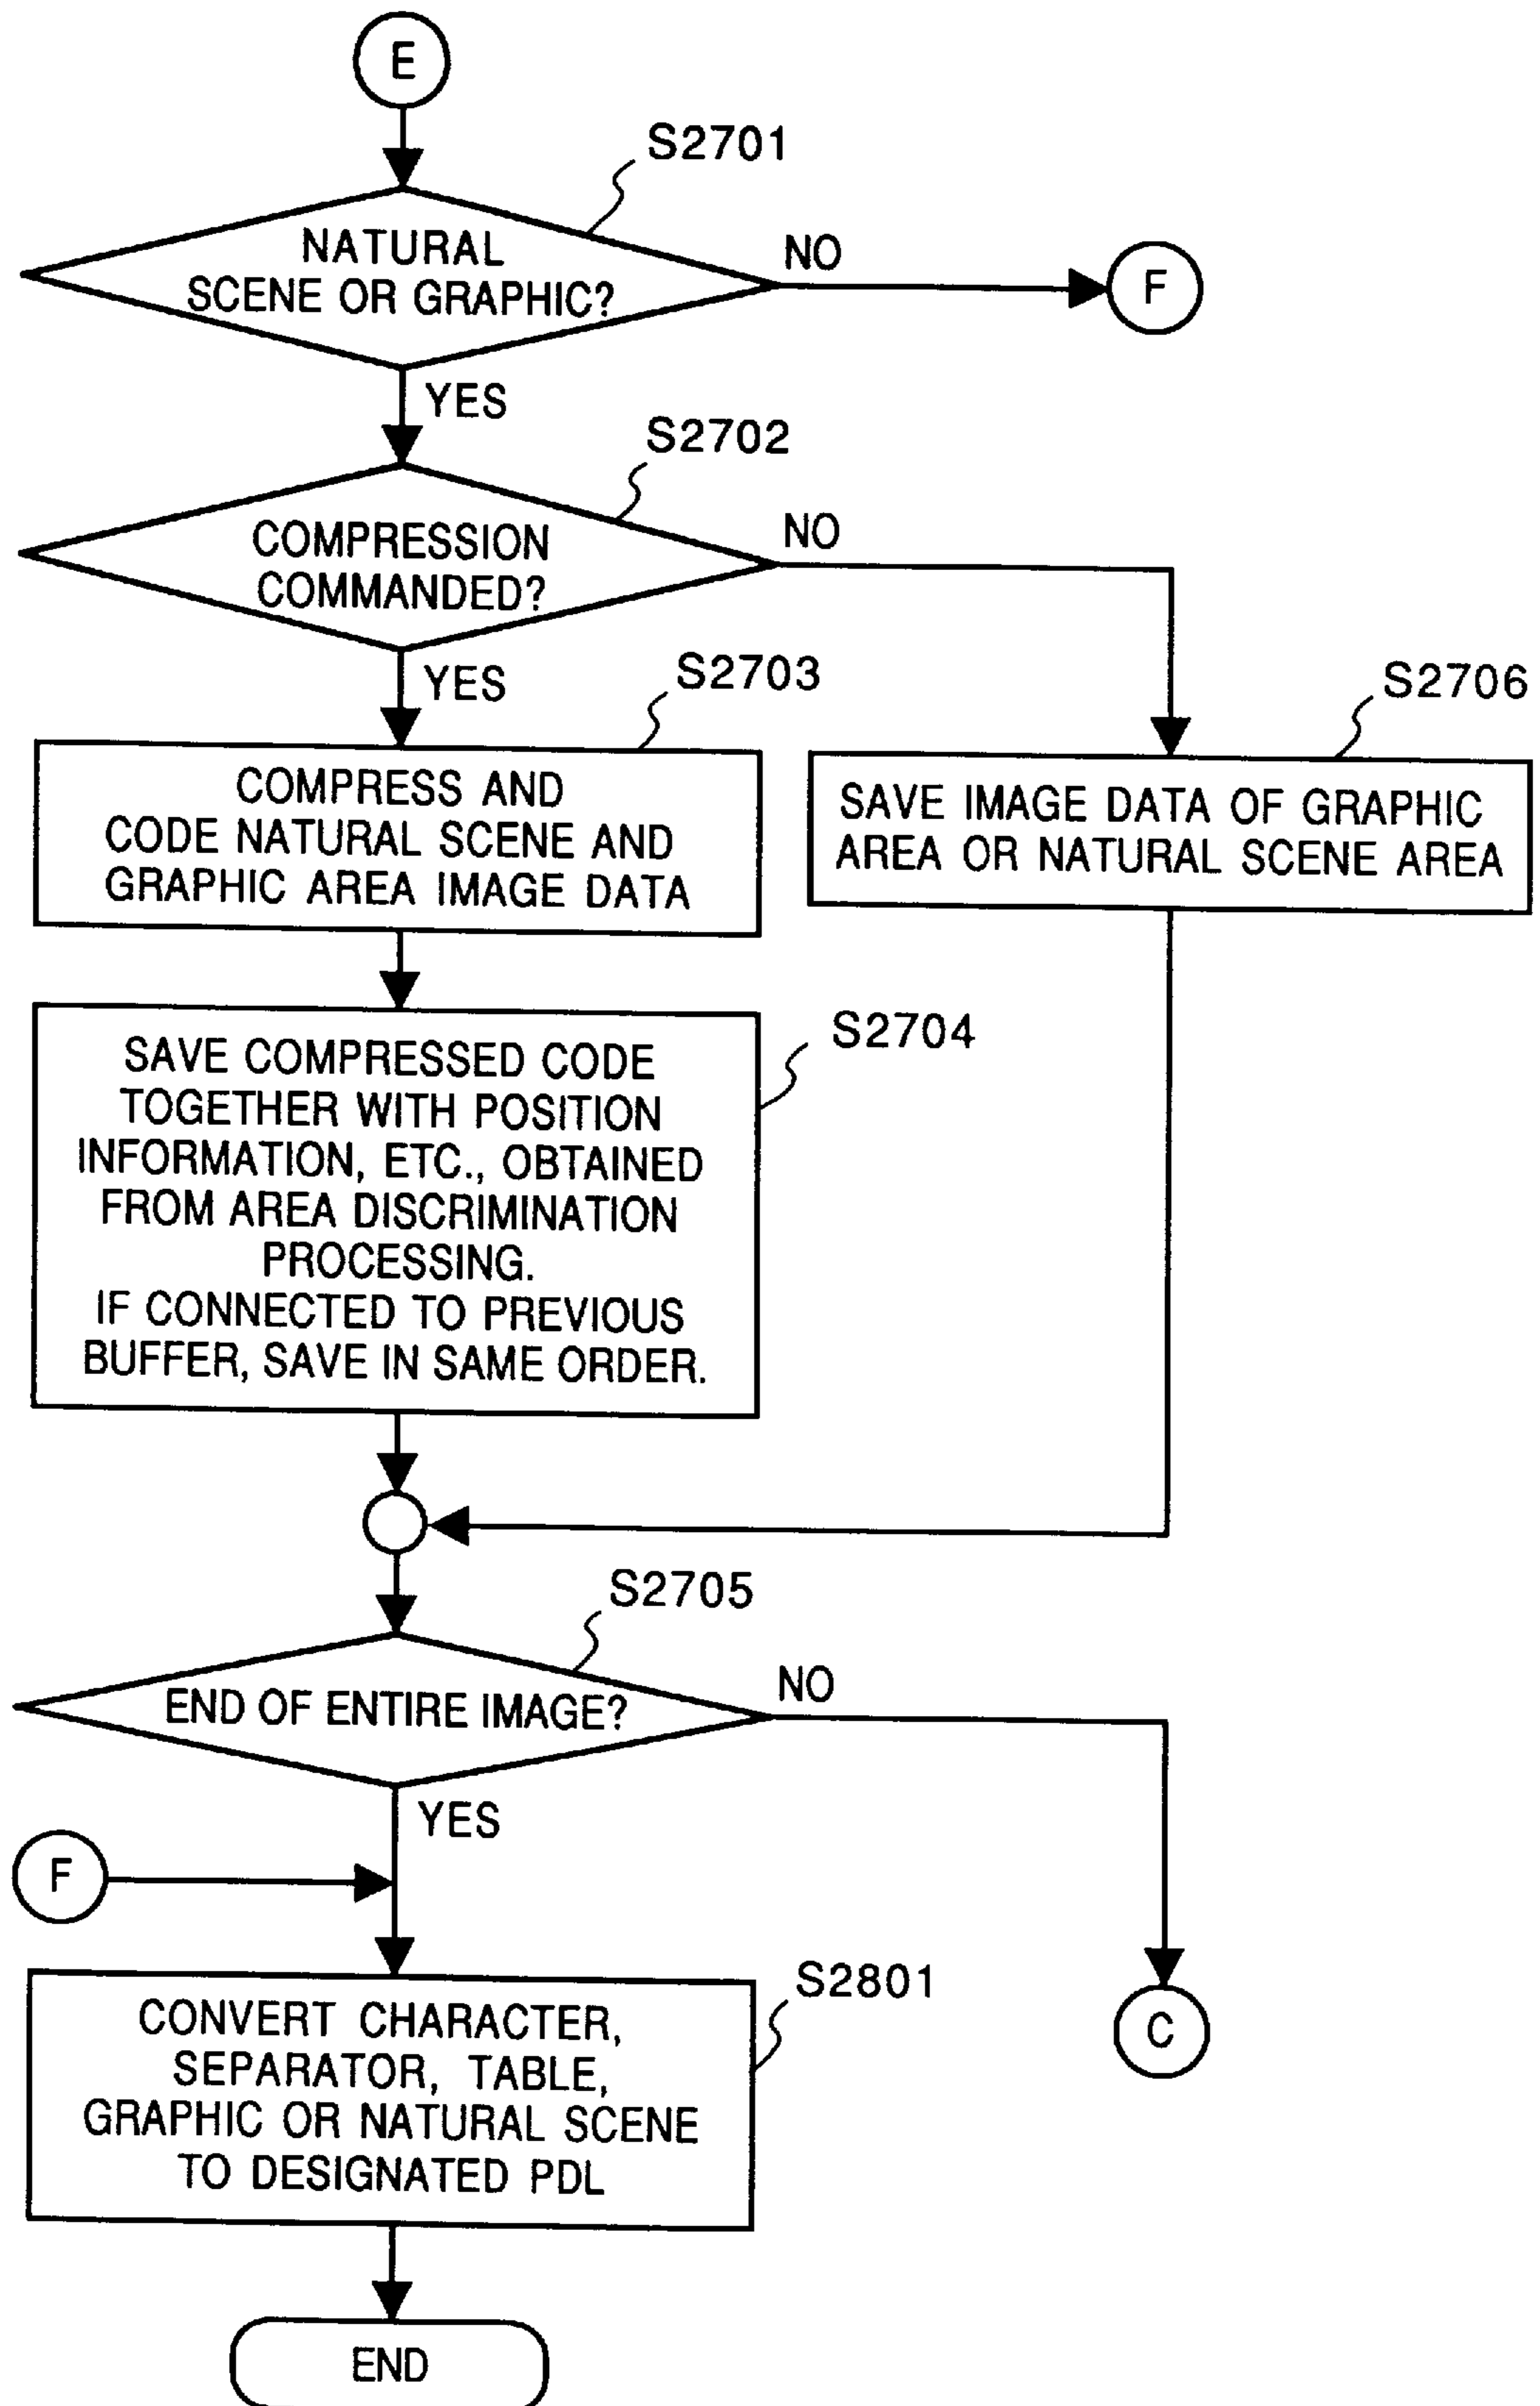 E
S2701
NATURAL
SCENE OR GRAPHIC?
NO
F
YES
S2702
COMPRESSION
COMMANDED?
NO
YES
S2703
S2706
COMPRESS AND
CODE NATURAL SCENE AND
GRAPHIC AREA IMAGE DATA
SAVE IMAGE DATA OF GRAPHIC
AREA OR NATURAL SCENE AREA
S2704
SAVE COMPRESSED CODE
TOGETHER WITH POSITION
INFORMATION, ETC., OBTAINED
FROM AREA DISCRIMINATION
PROCESSING.
IF CONNECTED TO PREVIOUS
BUFFER, SAVE IN SAME ORDER.
S2705
END OF ENTIRE IMAGE?
NO
YES
F
S2801
CONVERT CHARACTER,
SEPARATOR, TABLE,
GRAPHIC OR NATURAL SCENE
TO DESIGNATED PDL
C
END